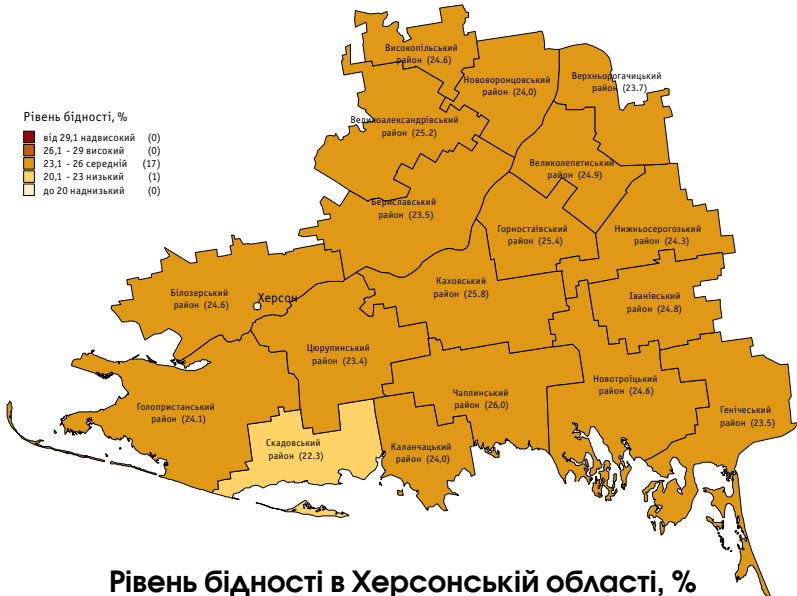 Високопільський
район (24.6)
Нововоронцовський
район (24,0)
Верхньорогачицький
район (23.7)
Рівень бідності, %
від 29,1 надвисокий (0)
26,1 - 29 високий (0)
23,1 - 26 середній (17)
20,1 - 23 низький (1)
до 20 наднизький (0)
Великоалександрівський
район (25.2)
Великолепетиський
район (24.9)
Бериславський
район (23.5)
Горностаївський
район (25.4)
Нижньосерогозький
район (24.3)
Білозерський
район (24.6)
Херсон
Каховський
район (25.8)
Іванівський
район (24.8)
Цюрупинський
район (23.4)
Голопристанський
район (24.1)
Чаплинський
район (26,0)
Новотроїцький
район (24.6)
Генічеський
район (23.5)
Скадовський
район (22.3)
Каланчацький
район (24,0)
Рівень бідності в Херсонській області, %